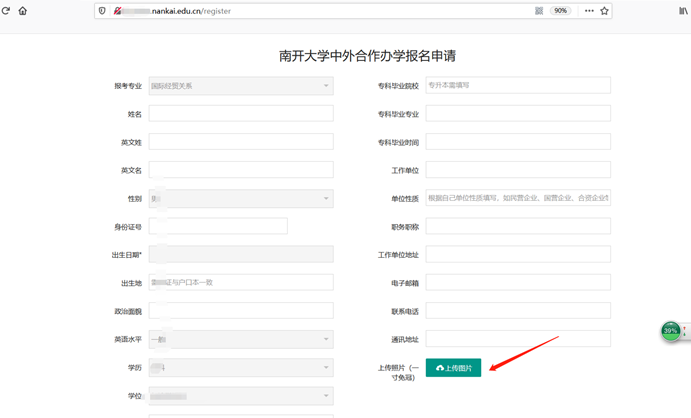 .nankai.edu.cn/register
90%
南开大学中外合作办学报名申请
报考专业
国际经贸关系
专科毕业院校
专升本需填写
姓名
专科毕业专业
英文姓
专科毕业时间
英文名
工作单位
性别
单位性质
根据自己单位性质填写，如民营企业、国营企业、合资企业等
身份证号
职务职称
出生日期*
工作单位地址
出生地
证与户口本一致
电子邮箱
政治面貌
联系电话
英语水平
一般
通讯地址
学历
上传照片（一
寸免冠）
上传图片
学位
39%